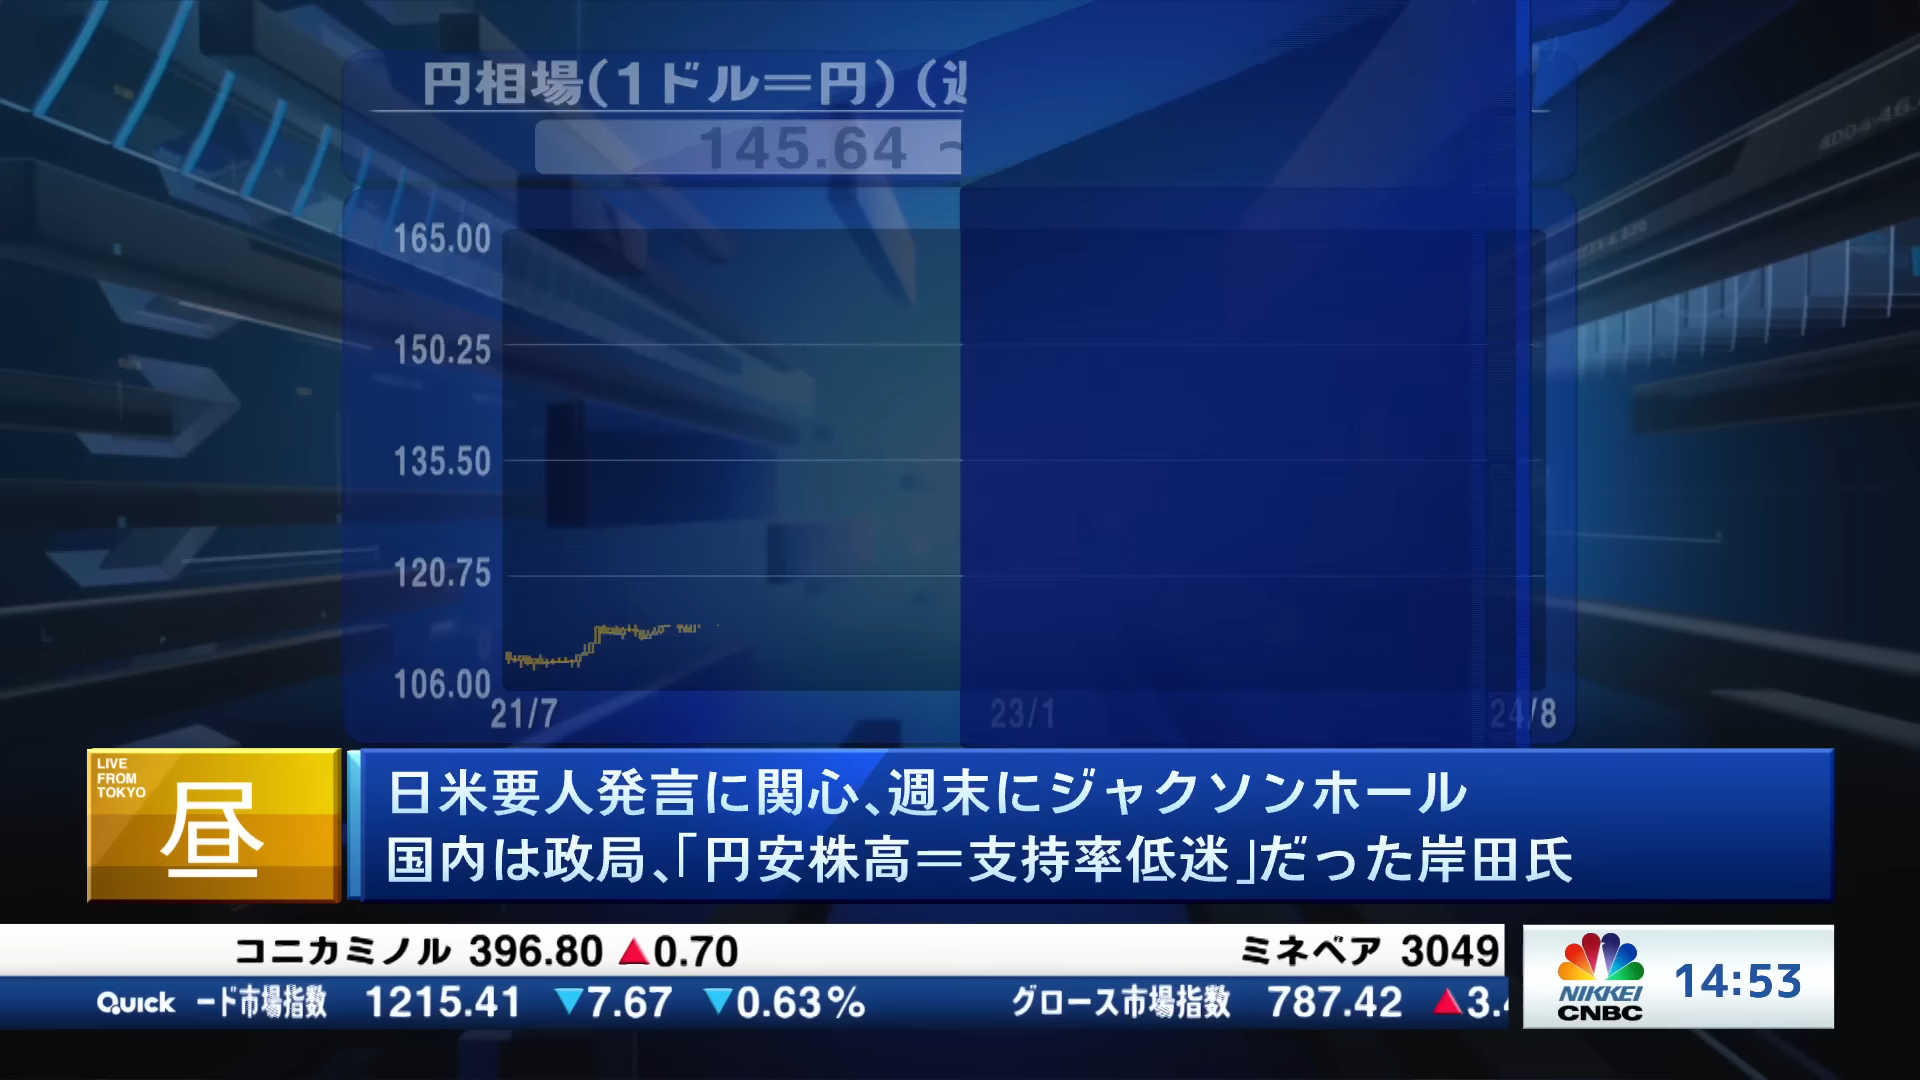 円相場(1ドル=円)(近
145.64 ~
165.00
150.25
135.50
120.75
106.00
21/7
23/1
24/8
LIVE
FROM
TOKYO
昼
日米要人発言に関心、週末にジャクソンホール
国内は政局、「円安株高=支持率低迷」だった岸田氏
コニカミノル 396.80 ▲0.70
ミネベア 3049
QUICK ード市場指数 1215.41 ▼7.67 ▼0.63%
グロース市場指数 787.42 ▲3.4
NIKKEI
CNBC
14:53